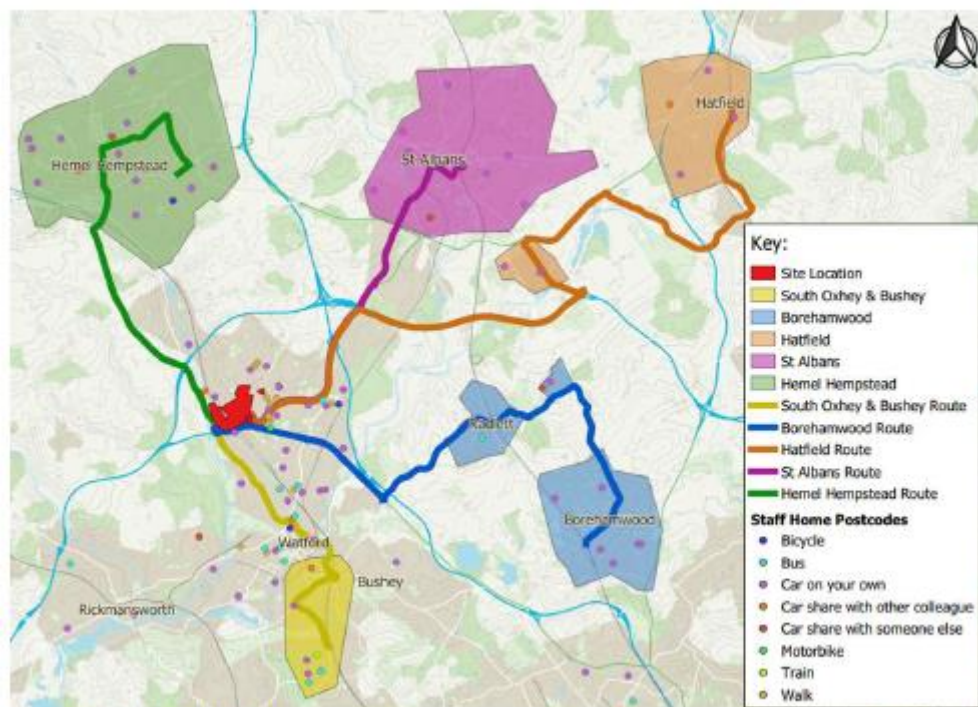 Hemel Hempstead
St Albans
Hatfield
Radlett
Borehamwood
Watford
Bushey
Rickmansworth
Key:
Site Location
South Oxhey & Bushey
Borehamwood
Hatfield
St Albans
Hemel Hempstead
South Oxhey & Bushey Route
Borehamwood Route
Hatfield Route
St Albans Route
Hemel Hempstead Route
Staff Home Postcodes
Bicycle
Bus
Car on your own
Car share with other colleague
Car share with someone else
Motorbike
Train
Walk